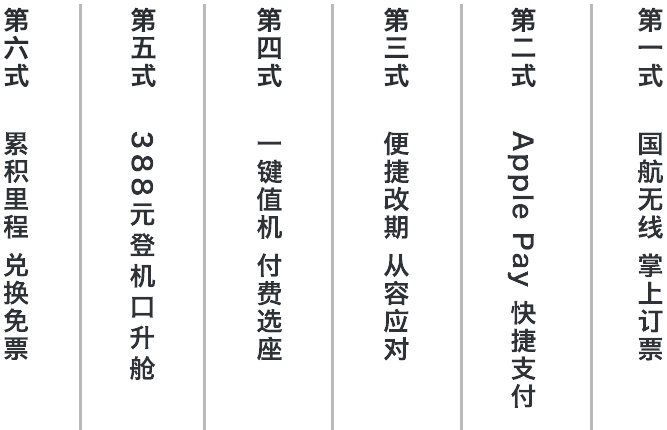 第一式 国航无线 掌上订票
第二式 Apple Pay 快捷支付
第三式 便捷改期 从容应对
第四式 一键值机 付费选座
第五式 388元登机口升舱
第六式 累积里程 兑换免票